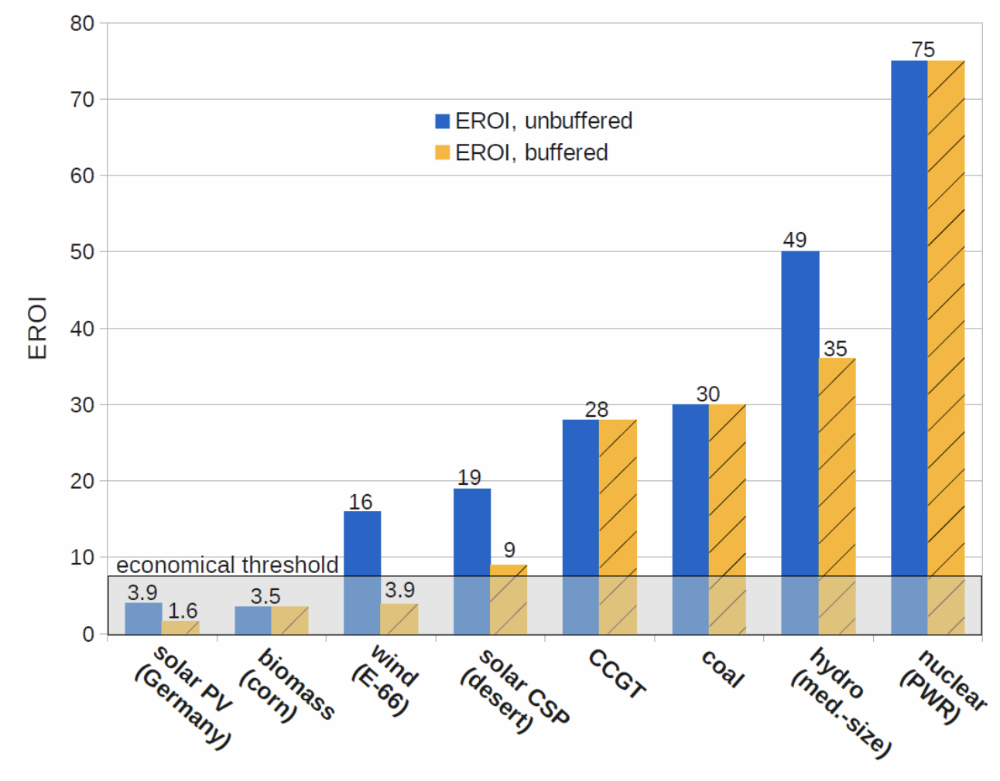 80
70
60
50
40
30
20
10
0
EROI
EROI, unbuffered
EROI, buffered
economical threshold
3.9
1.6
3.5
16
3.9
19
9
28
30
49
35
75
solar PV
(Germany)
biomass
(corn)
wind
(E-66)
solar CSP
(desert)
CCGT
coal
hydro
(med.-size)
nuclear
(PWR)